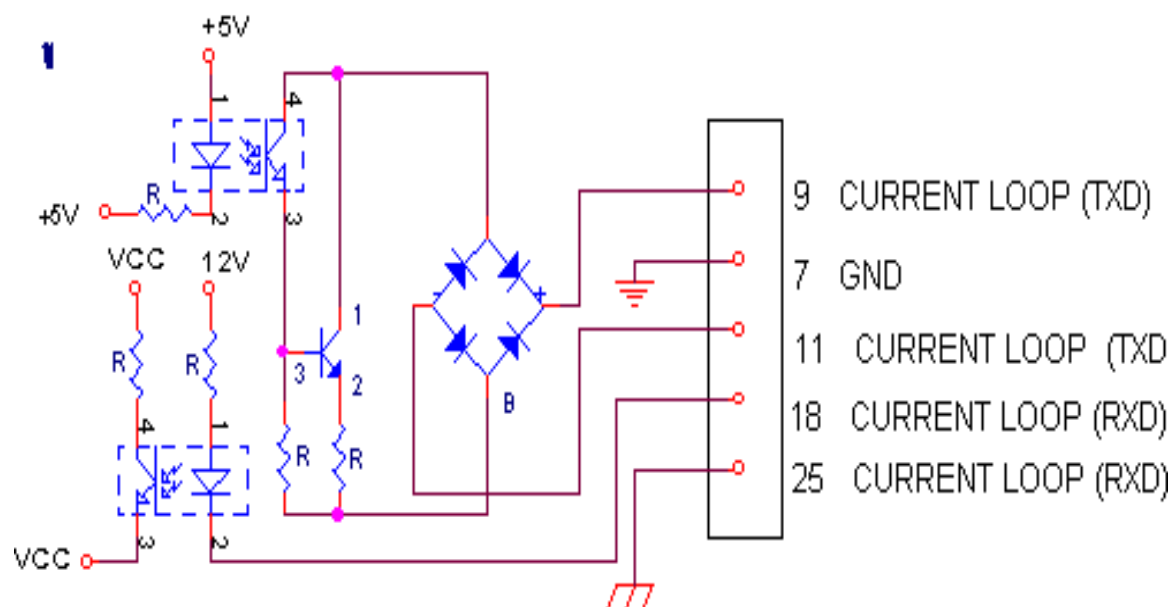 1
+5V
1
4
R
+5V
2
3
9 CURRENT LOOP (TXD)
VCC
12V
7 GND
-
+
1
3
2
11 CURRENT LOOP (TXD
R
R
4
1
B
18 CURRENT LOOP (RXD)
R
R
25 CURRENT LOOP (RXD)
3
2
VCC